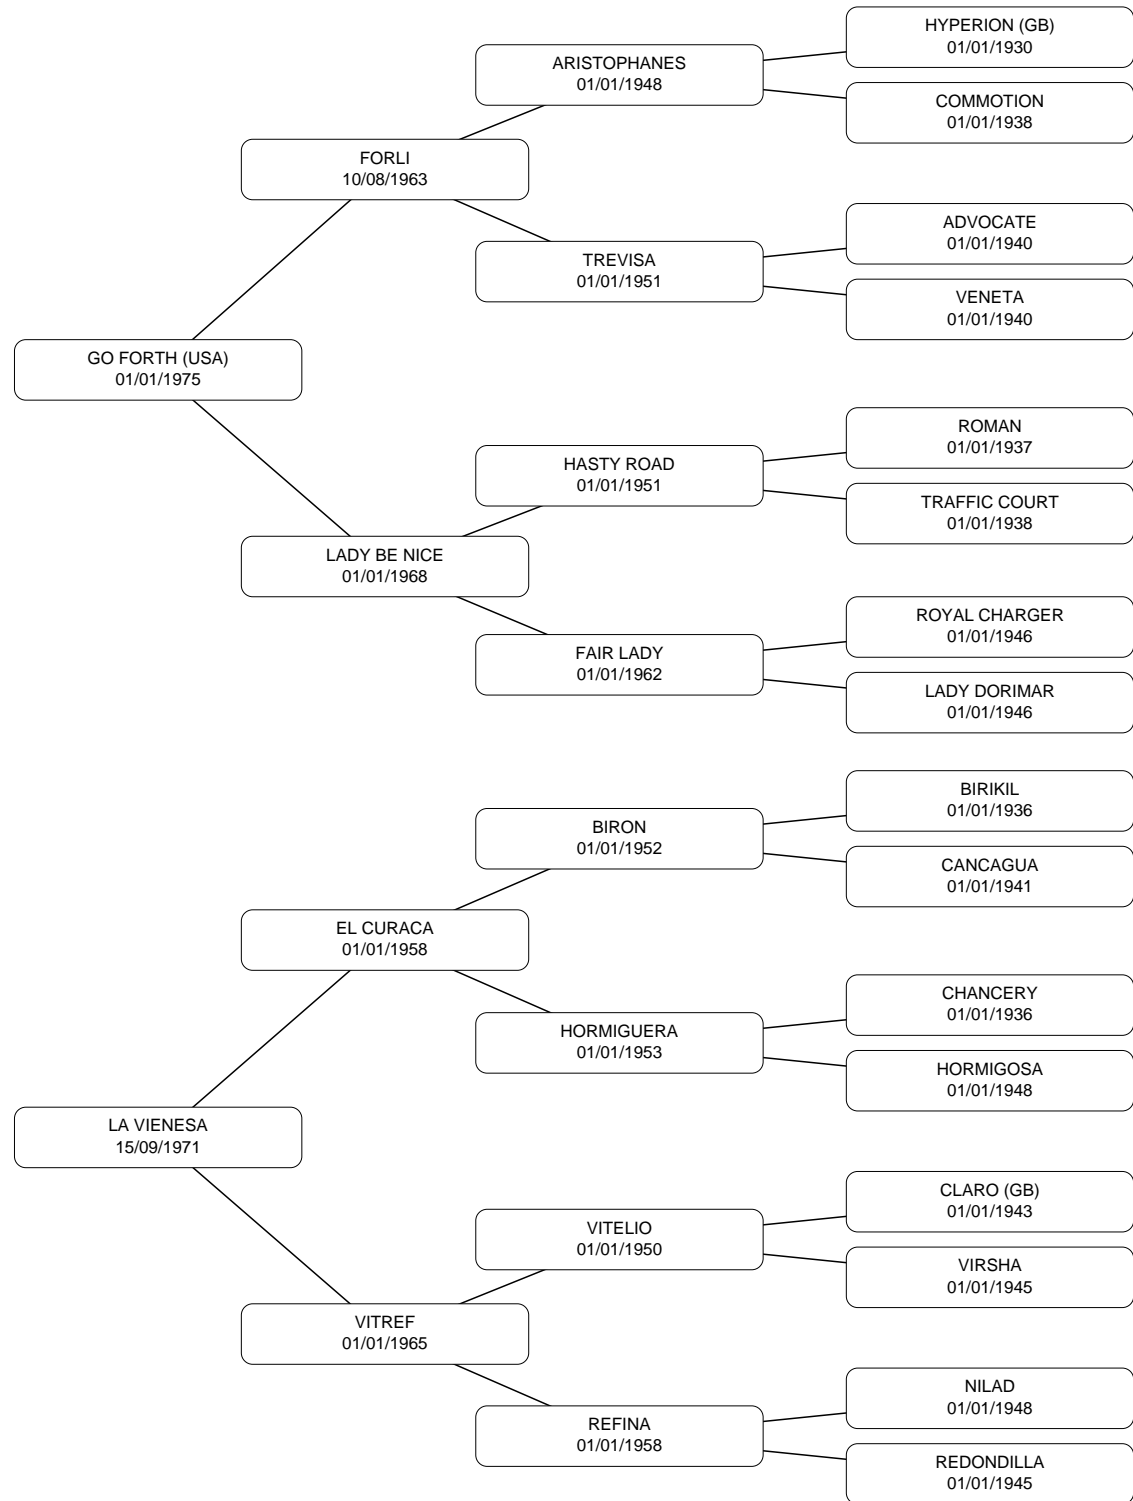 HYPERION (GB)
01/01/1930
ARISTOPHANES
01/01/1948
COMMOTION
01/01/1938
FORLI
10/08/1963
ADVOCATE
01/01/1940
TREVISA
01/01/1951
VENETA
01/01/1940
GO FORTH (USA)
01/01/1975
ROMAN
01/01/1937
HASTY ROAD
01/01/1951
TRAFFIC COURT
01/01/1938
LADY BE NICE
01/01/1968
ROYAL CHARGER
01/01/1946
FAIR LADY
01/01/1962
LADY DORIMAR
01/01/1946
BIRIKIL
01/01/1936
BIRON
01/01/1952
CANCAGUA
01/01/1941
EL CURACA
01/01/1958
CHANCERY
01/01/1936
HORMIGUERA
01/01/1953
HORMIGOSA
01/01/1948
LA VIENESA
15/09/1971
CLARO (GB)
01/01/1943
VITELIO
01/01/1950
VIRSHA
01/01/1945
VITREF
01/01/1965
NILAD
01/01/1948
REFINA
01/01/1958
REDONDILLA
01/01/1945